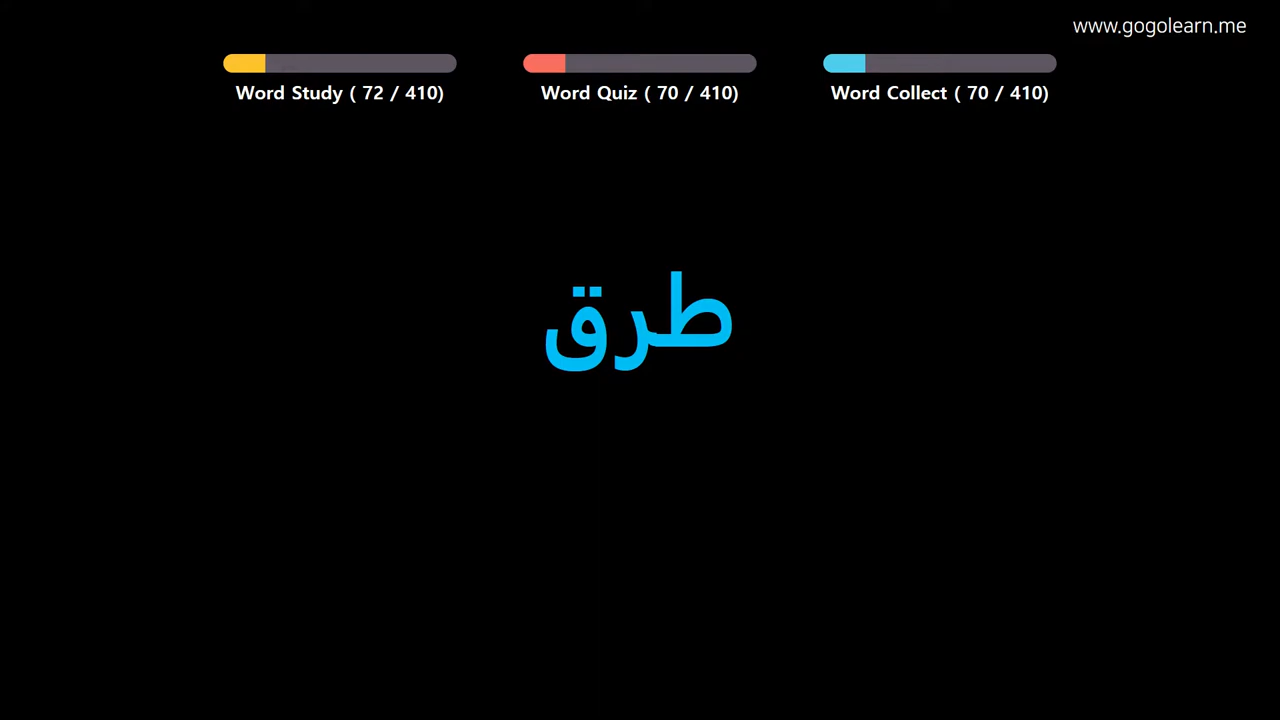 www.gogolearn.me
Word Study ( 72 / 410)
Word Quiz ( 70 / 410)
Word Collect ( 70 / 410)
طرق